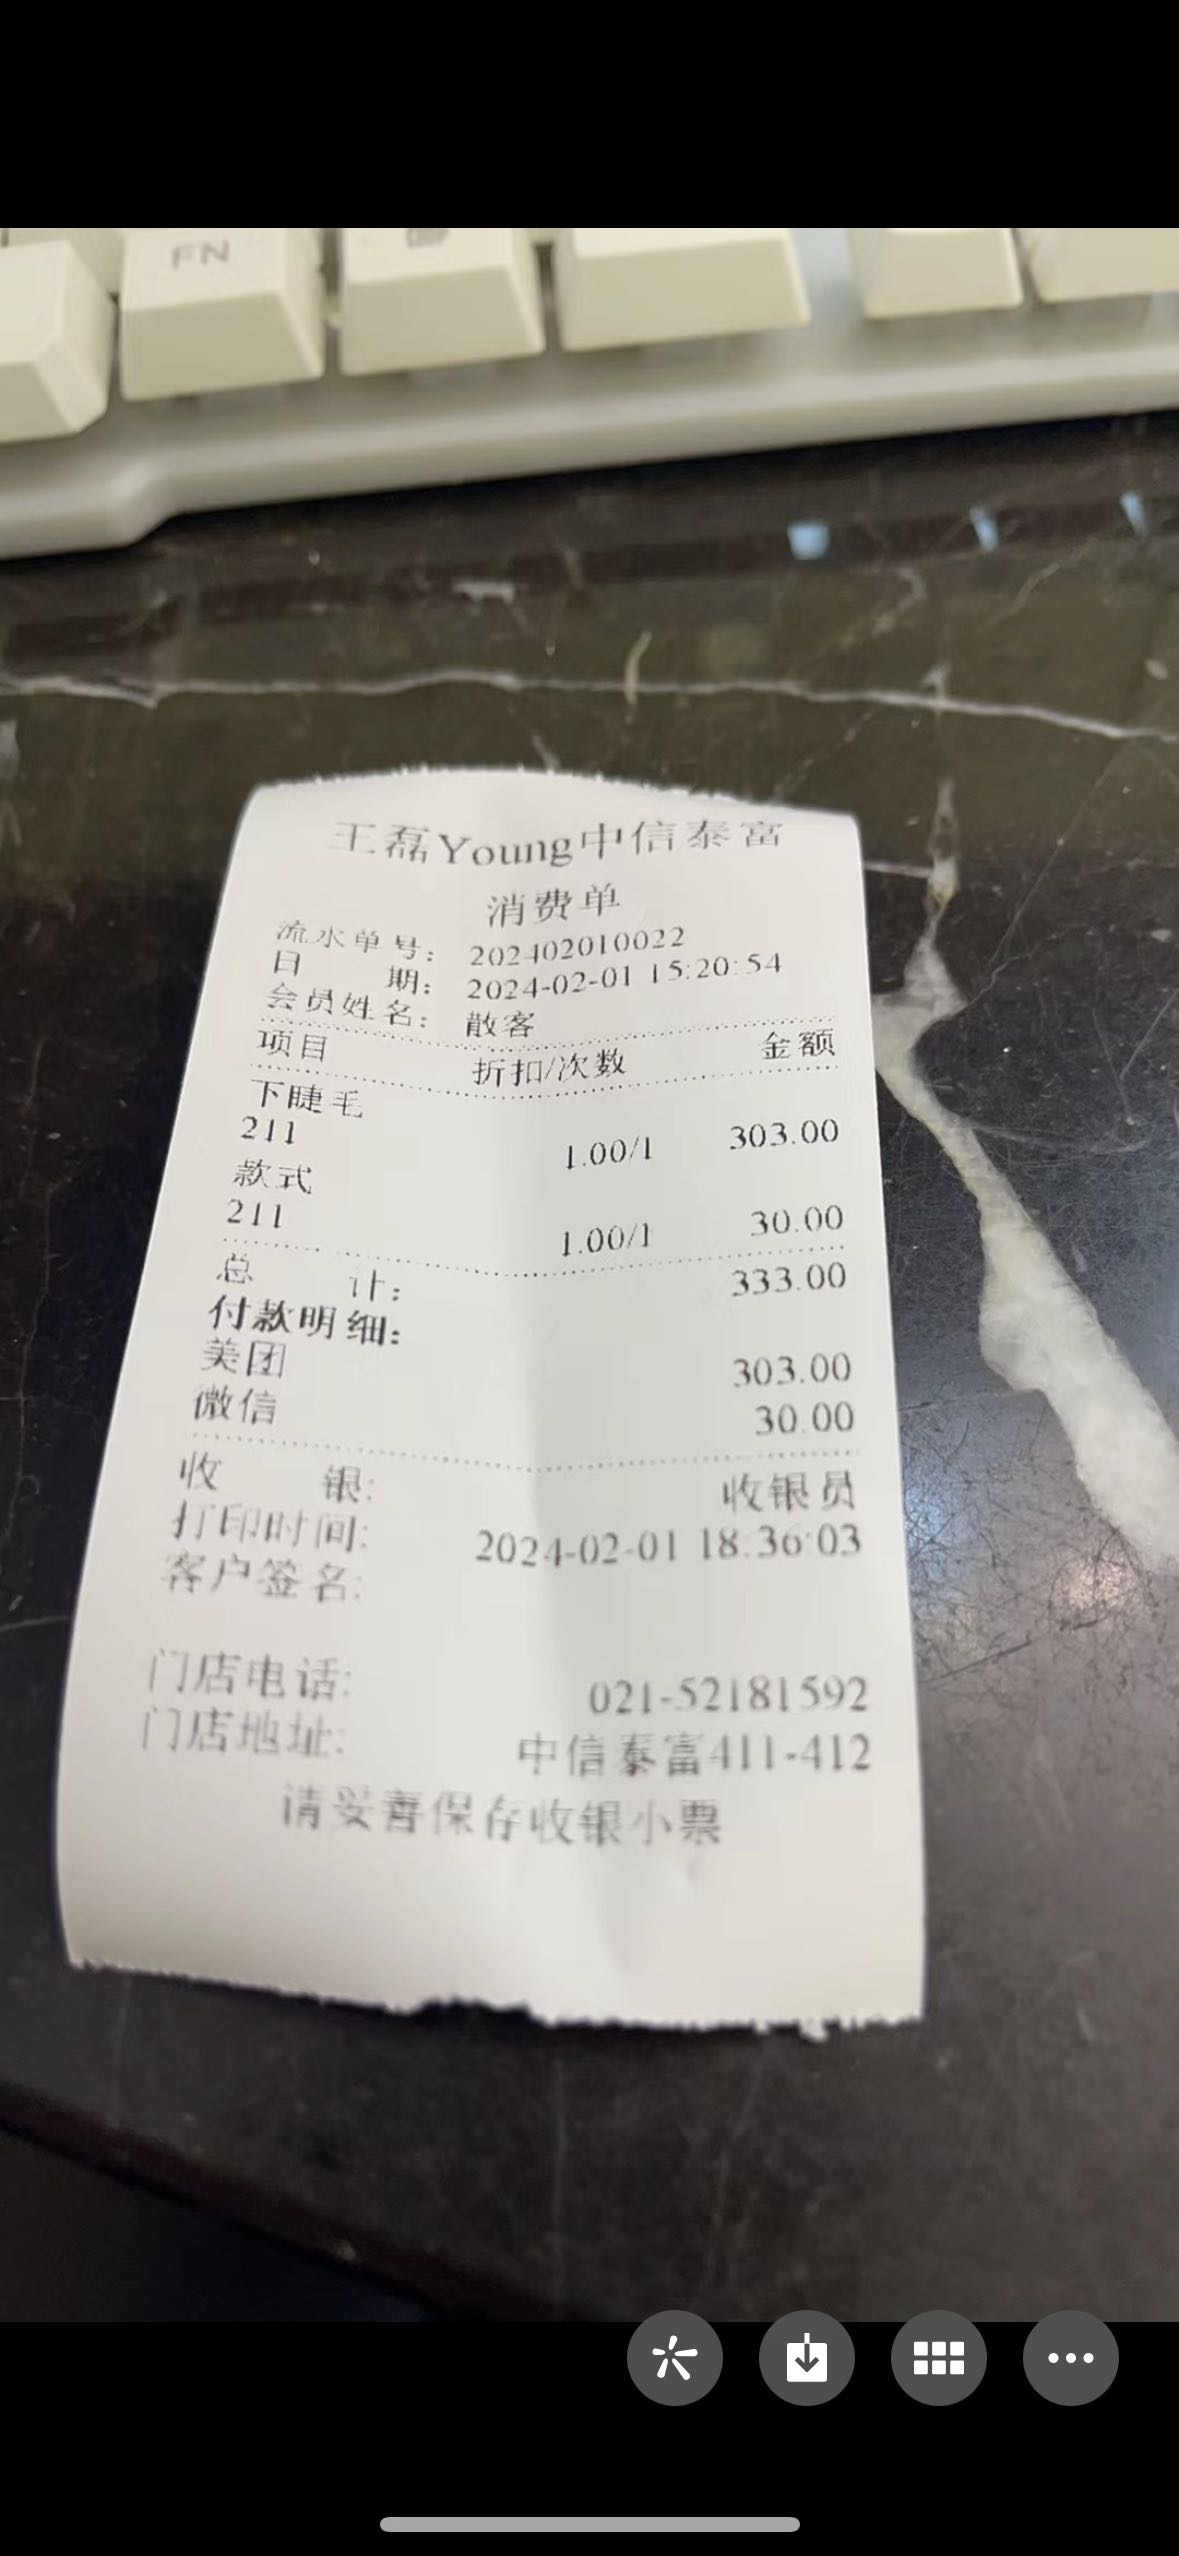 FN
王磊Young中信泰富
消费单
流水单号： 202402010022
日 期： 2024-02-01 15:20:54
会员姓名： 散客
项目 折扣/次数 金额
下睫毛
211 1.00/1 303.00
款式
211 1.00/1 30.00
总 计： 333.00
付款明细：
美团 303.00
微信 30.00
收 银: 收银员
打印时间: 2024-02-01 18:36:03
客户签名:
门店电话: 021-52181592
门店地址: 中信泰富411-412
请妥善保存收银小票